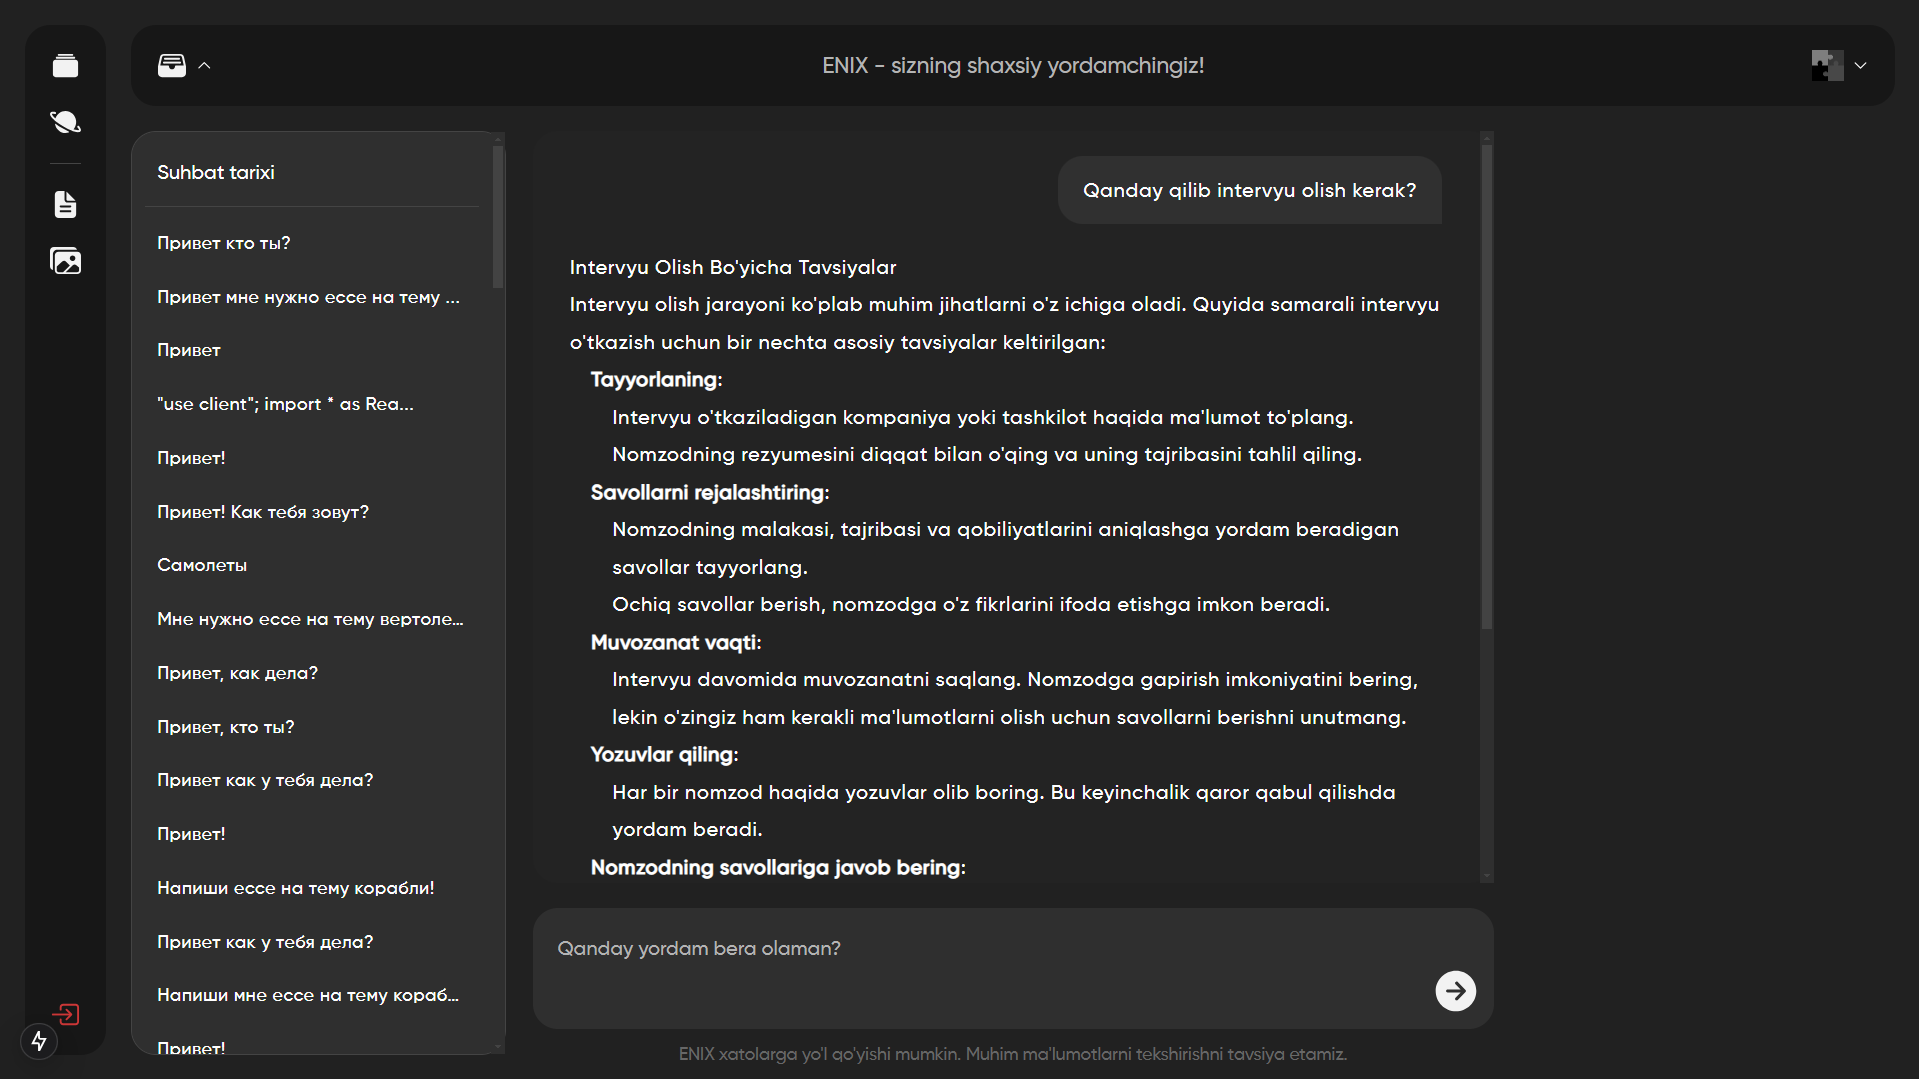 ENIX - sizning shaxsiy yordamchingiz!
Suhbat tarixi
Привет кто ты?
Привет мне нужно ессе на тему ...
Привет
"use client"; import * as Rea...
Привет!
Привет! Как тебя зовут?
Самолеты
Мне нужно ессе на тему вертоле...
Привет, как дела?
Привет, кто ты?
Привет как у тебя дела?
Привет!
Напиши ессе на тему корабли!
Привет как у тебя дела?
Напиши мне ессе на тему кораб...
Привет!
Qanday qilib intervyu olish kerak?
Intervyu Olish Bo'yicha Tavsiyalar
Intervyu olish jarayoni ko'plab muhim jihatlarni o'z ichiga oladi. Quyida samarali intervyu
o'tkazish uchun bir nechta asosiy tavsiyalar keltirilgan:
Tayyorlaning:
Intervyu o'tkaziladigan kompaniya yoki tashkilot haqida ma'lumot to'plang.
Nomzodning rezyumesini diqqat bilan o'qing va uning tajribasini tahlil qiling.
Savollarni rejalashtiring:
Nomzodning malakasi, tajribasi va qobiliyatlarini aniqlashga yordam beradigan
savollar tayyorlang.
Ochiq savollar berish, nomzodga o'z fikrlarini ifoda etishga imkon beradi.
Muvozanat vaqti:
Intervyu davomida muvozanatni saqlang. Nomzodga gapirish imkoniyatini bering,
lekin o'zingiz ham kerakli ma'lumotlarni olish uchun savollarni berishni unutmang.
Yozuvlar qiling:
Har bir nomzod haqida yozuvlar olib boring. Bu keyinchalik qaror qabul qilishda
yordam beradi.
Nomzodning savollariga javob bering:
Qanday yordam bera olaman?
ENIX xatolarga yo'l qo'yishi mumkin. Muhim ma'lumotlarni tekshirishni tavsiya etamiz.